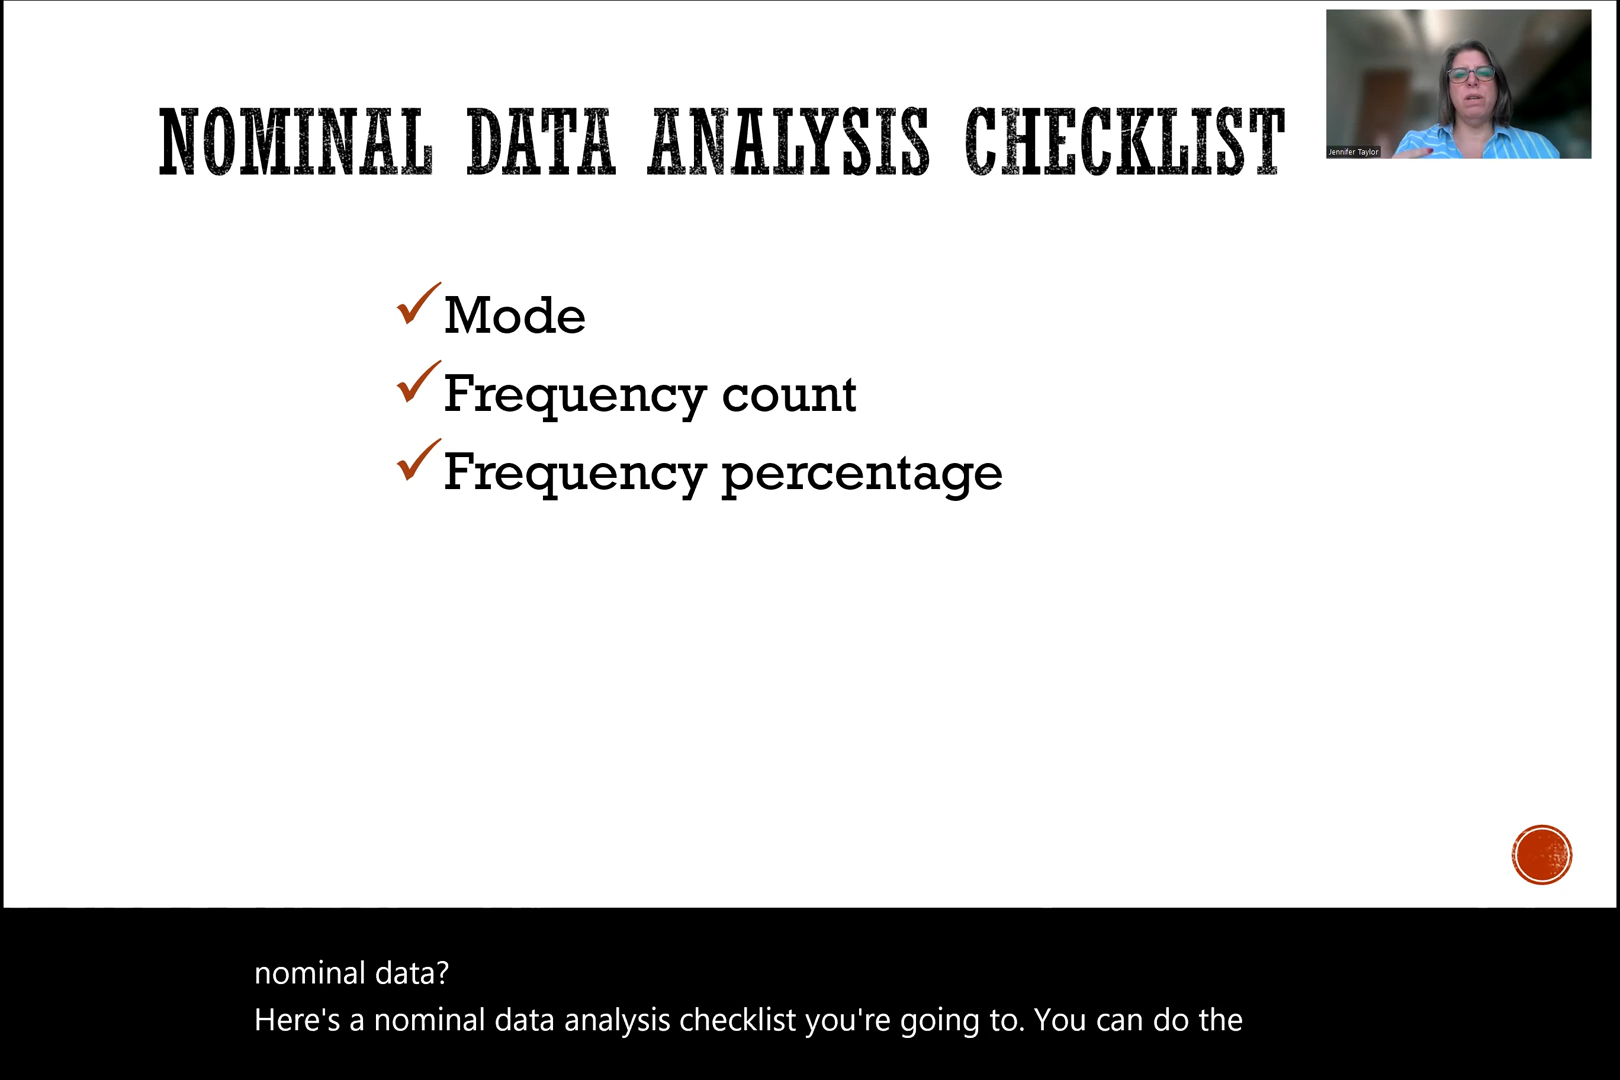 NOMINAL DATA ANALYSIS CHECKLIST
Jennifer Taylor
Mode
Frequency count
Frequency percentage
nominal data?
Here's a nominal data analysis checklist you're going to. You can do the